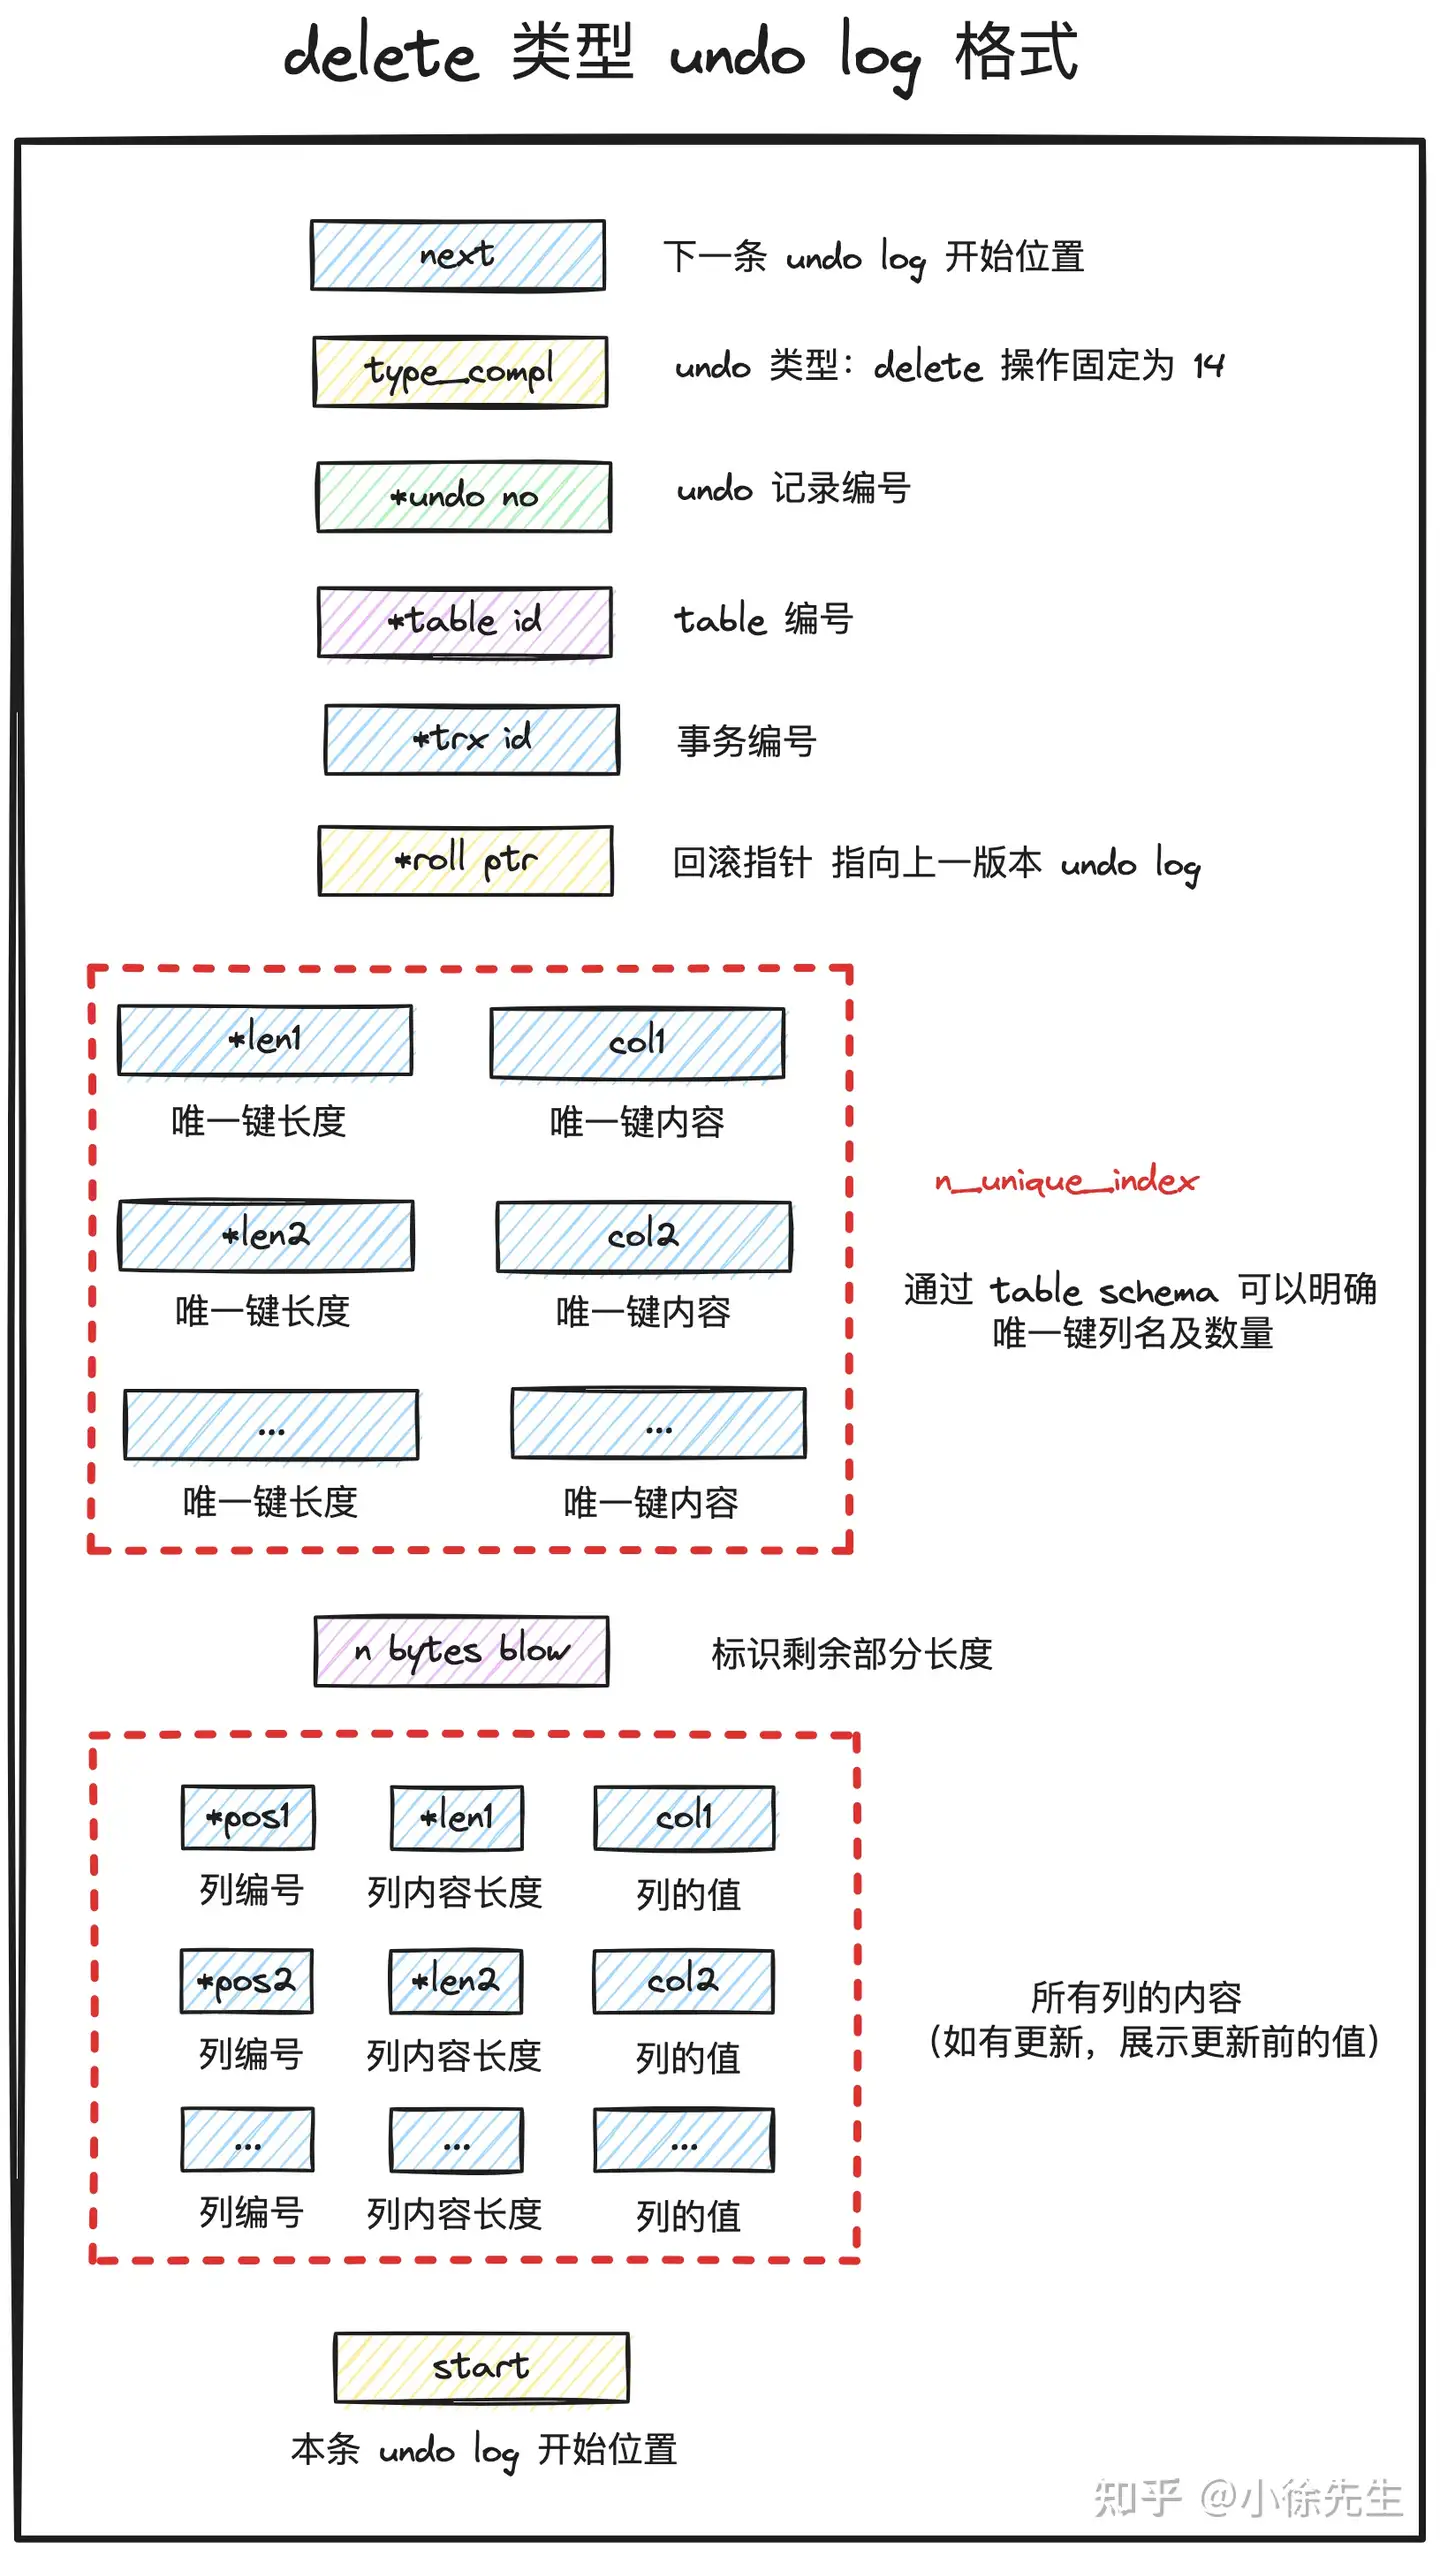 delete 类型 undo log 格式
next 下一条 undo log 开始位置
type_compl undo 类型：delete 操作固定为 14
*undo no undo 记录编号
*table id table 编号
*trx id 事务编号
*roll ptr 回滚指针 指向上一版本 undo log
*len1 col1
唯一键长度 唯一键内容
n_unique_index
*len2 col2
唯一键长度 唯一键内容
通过 table schema 可以明确
唯一键列名及数量
... ...
唯一键长度 唯一键内容
n bytes blow 标识剩余部分长度
*pos1 *len1 col1
列编号 列内容长度 列的值
*pos2 *len2 col2
列编号 列内容长度 列的值
所有列的内容
（如有更新，展示更新前的值）
... ... ...
列编号 列内容长度 列的值
start
本条 undo log 开始位置
知乎 @小徐先生